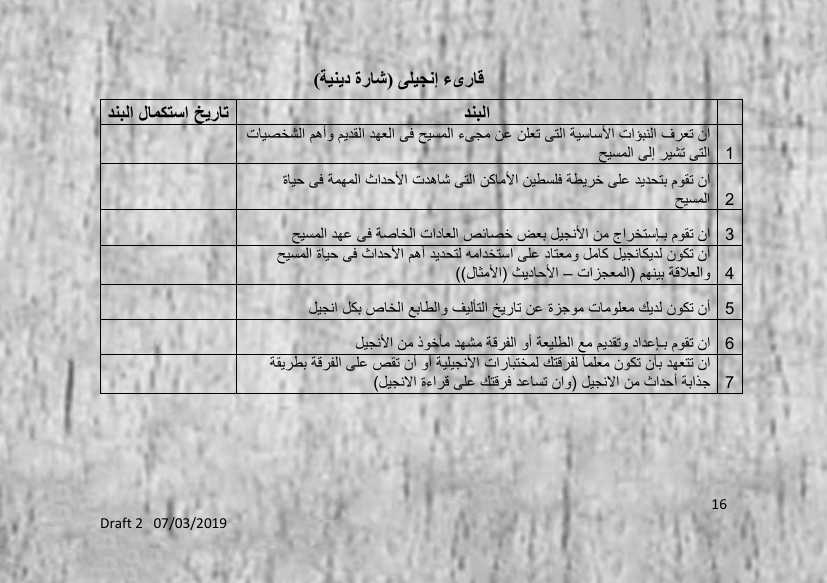 قارىء إنجيلى (شارة دينية)
البند تاريخ استكمال البند
1 ان تعرف النبؤات الأساسية التى تعلن عن مجىء المسيح فى العهد القديم وأهم الشخصيات
التى تشير إلى المسيح
2 ان تقوم بتحديد على خريطة فلسطين الأماكن التى شاهدت الأحداث المهمة فى حياة
المسيح
3 ان تقوم بإستخراج من الأنجيل بعض خصائص العادات الخاصة فى عهد المسيح
4 أن تكون لديكانجيل كامل ومعتاد على استخدامه لتحديد أهم الأحداث فى حياة المسيح
والعلاقة بينهم (المعجزات – الأحاديث (الأمثال))
5 أن تكون لديك معلومات موجزة عن تاريخ التأليف والطابع الخاص بكل انجيل
6 ان تقوم بإعداد وتقديم مع الطليعة أو الفرقة مشهد مأخوذ من الأنجيل
7 ان تتعهد بأن تكون معلماً لفرقتك لمختبارات الانجيلية أو أن تقص على الفرقة بطريقة
جذابة أحداث من الانجيل (وان تساعد فرقتك على قراءة الانجيل)
16
Draft 2 07/03/2019